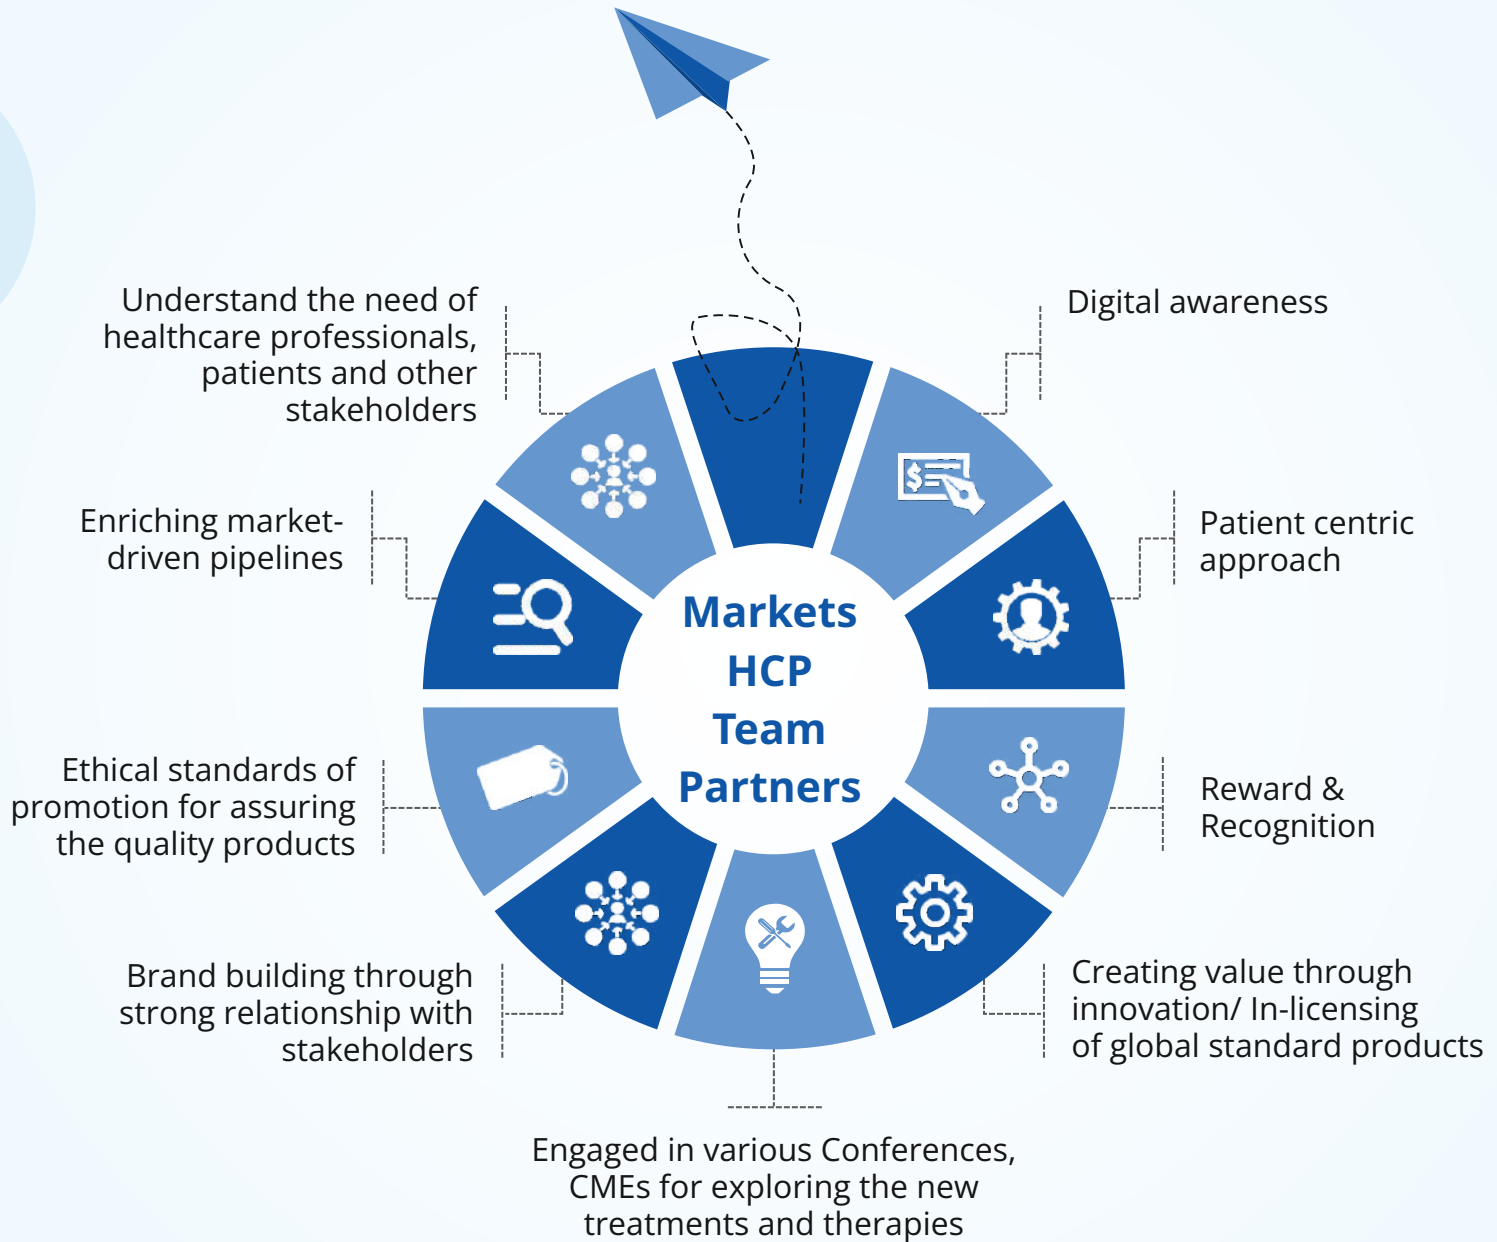 Understand the need of
healthcare professionals,
patients and other
stakeholders
Digital awareness
Enriching market-
driven pipelines
Patient centric
approach
Markets
HCP
Team
Partners
Ethical standards of
promotion for assuring
the quality products
Reward &
Recognition
Brand building through
strong relationship with
stakeholders
Creating value through
innovation/ In-licensing
of global standard products
Engaged in various Conferences,
CMEs for exploring the new
treatments and therapies
$